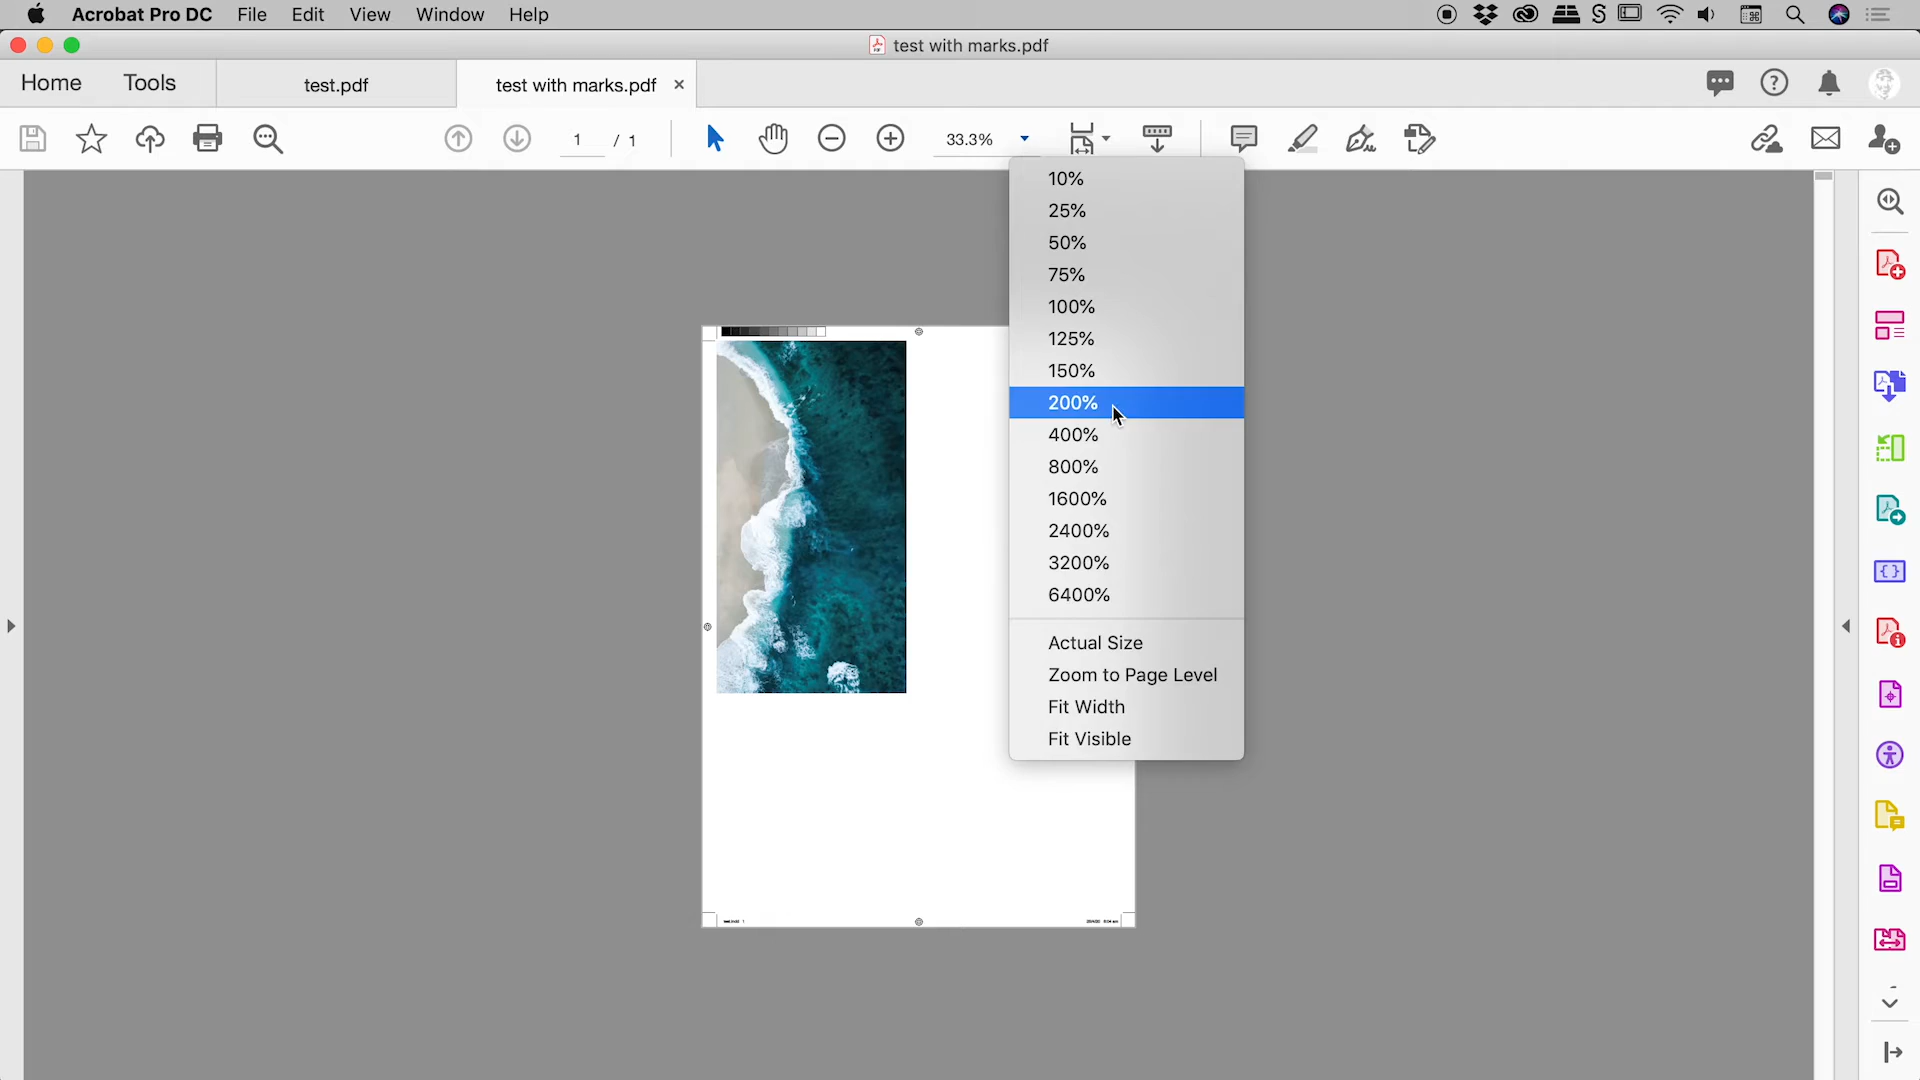 Acrobat Pro DC File Edit View Window Help
test with marks.pdf
Home Tools test.pdf test with marks.pdf
1 / 1 33.3%
10%
25%
50%
75%
100%
125%
150%
200%
400%
800%
1600%
2400%
3200%
6400%
Actual Size
Zoom to Page Level
Fit Width
Fit Visible